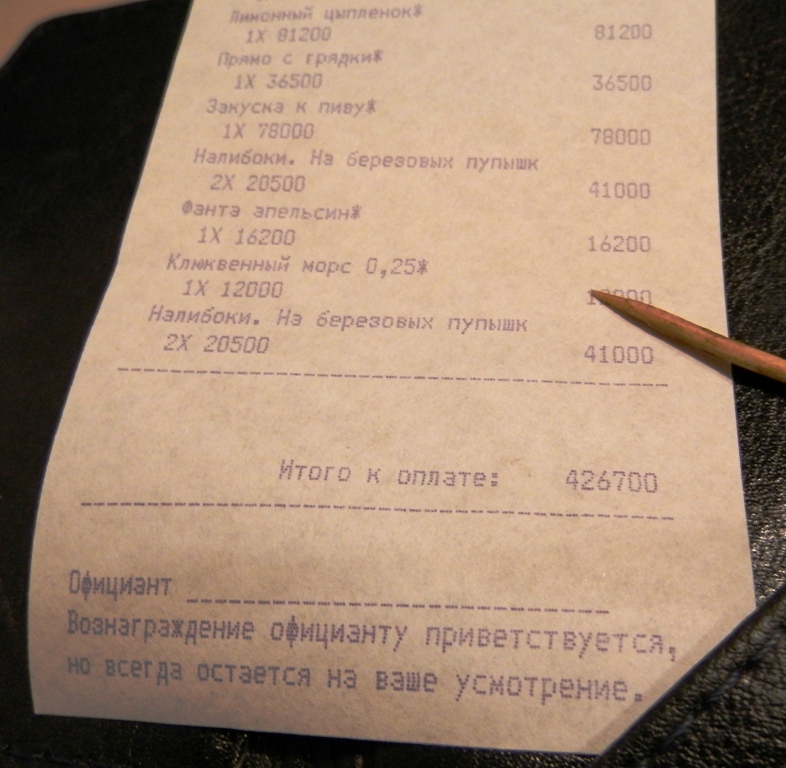 Лимонный цыпленок*
1X 81200 81200
Прямо с грядки*
1X 36500 36500
Закуска к пиву*
1X 78000 78000
Налибоки. На березовых пупышк
2X 20500 41000
Фанта апельсин*
1X 16200 16200
Клюквенный морс 0,25*
1X 12000 12000
Налибоки. На березовых пупышк
2X 20500 41000
Итого к оплате: 426700
Официант
Вознаграждение официанту приветствуется,
но всегда остается на ваше усмотрение.